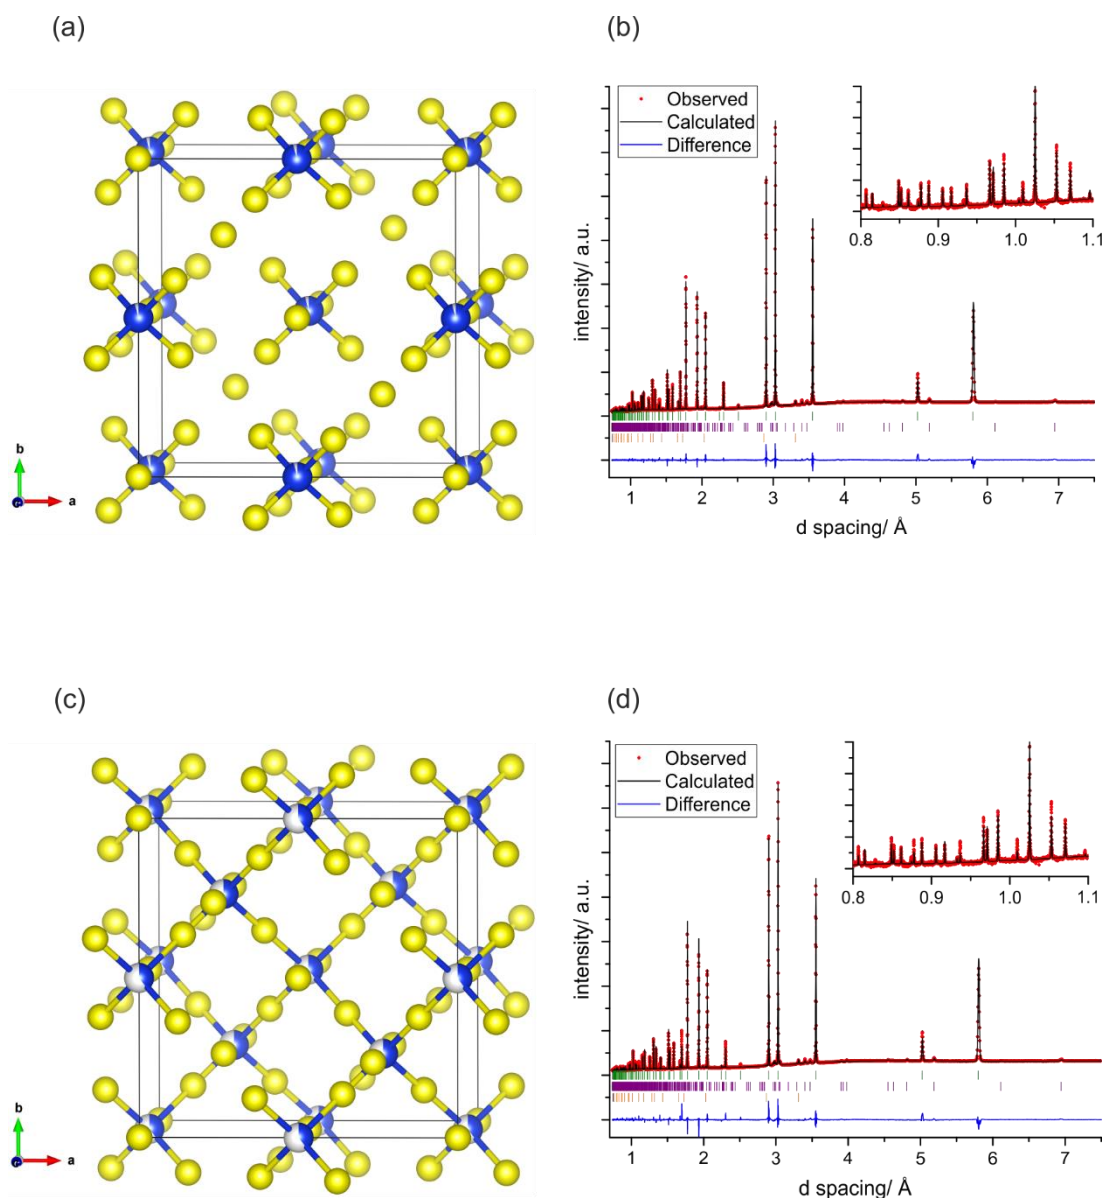 (a)
(b)
Observed
Calculated
Difference
0.8 0.9 1.0 1.1
intensity/ a.u.
1 2 3 4 5 6 7
d spacing/ Å
b
a
(c)
(d)
Observed
Calculated
Difference
0.8 0.9 1.0 1.1
intensity/ a.u.
1 2 3 4 5 6 7
d spacing/ Å
b
a